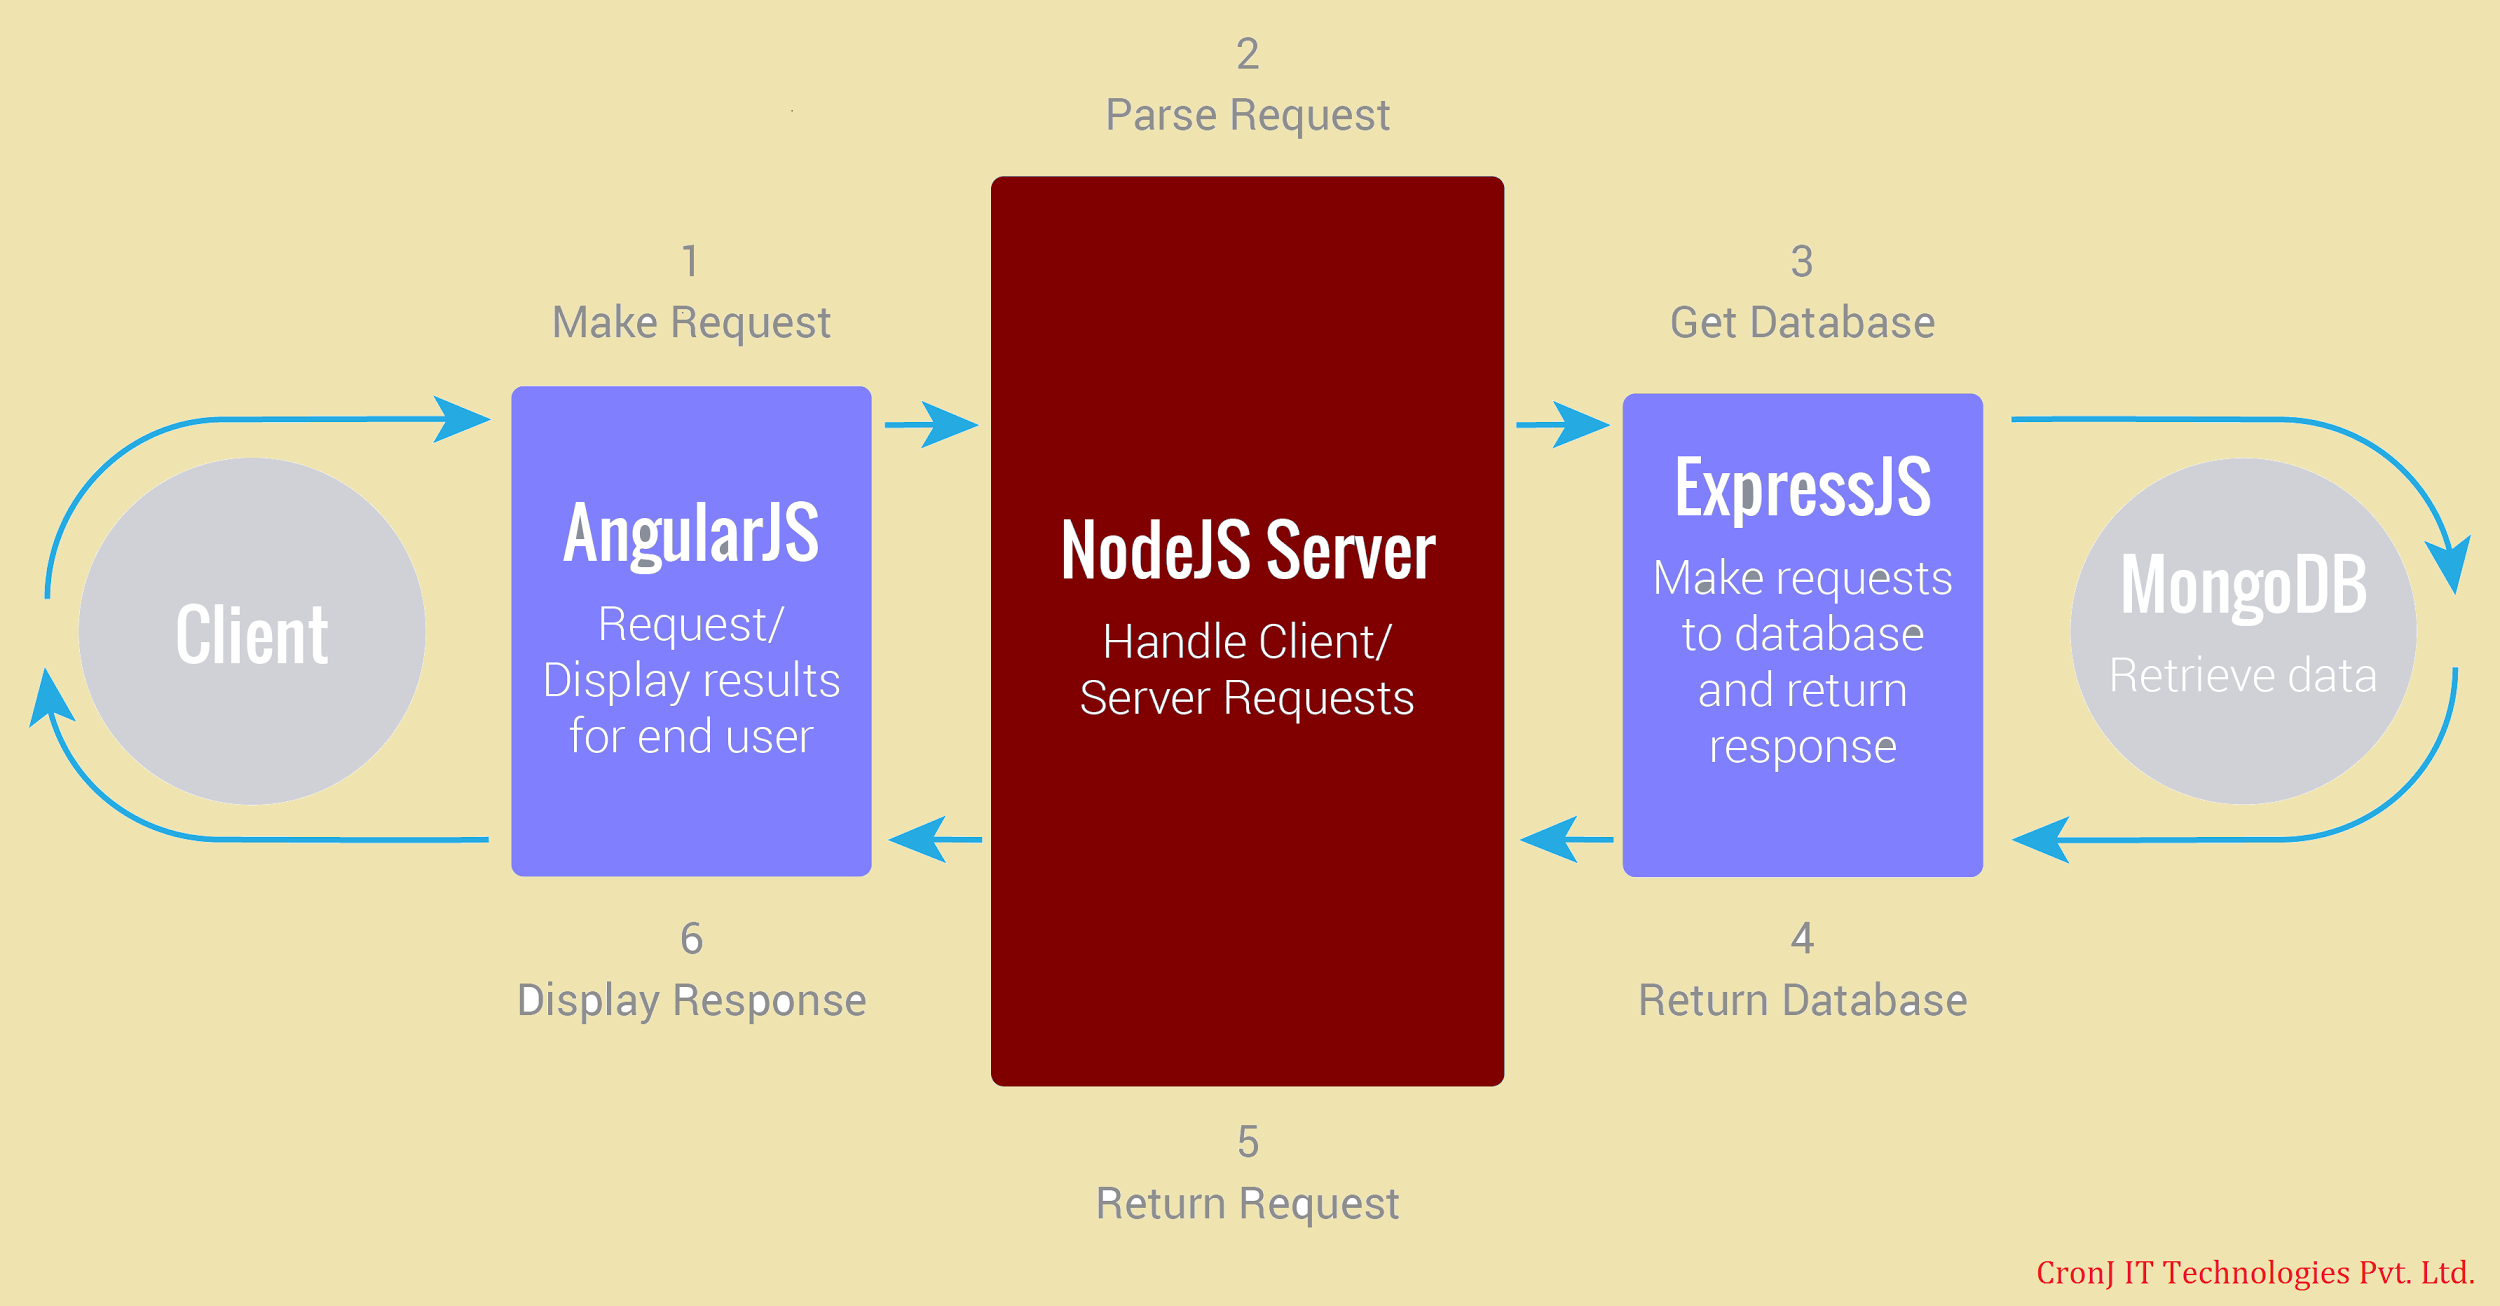 2
Parse Request
1
Make Request
3
Get Database
Client
AngularJS
Request/
Display results
for end user
NodeJS Server
Handle Client/
Server Requests
ExpressJS
Make requests
to database
and return
response
MongoDB
Retrieve data
6
Display Response
4
Return Database
5
Return Request
CronJ IT Technologies Pvt. Ltd.